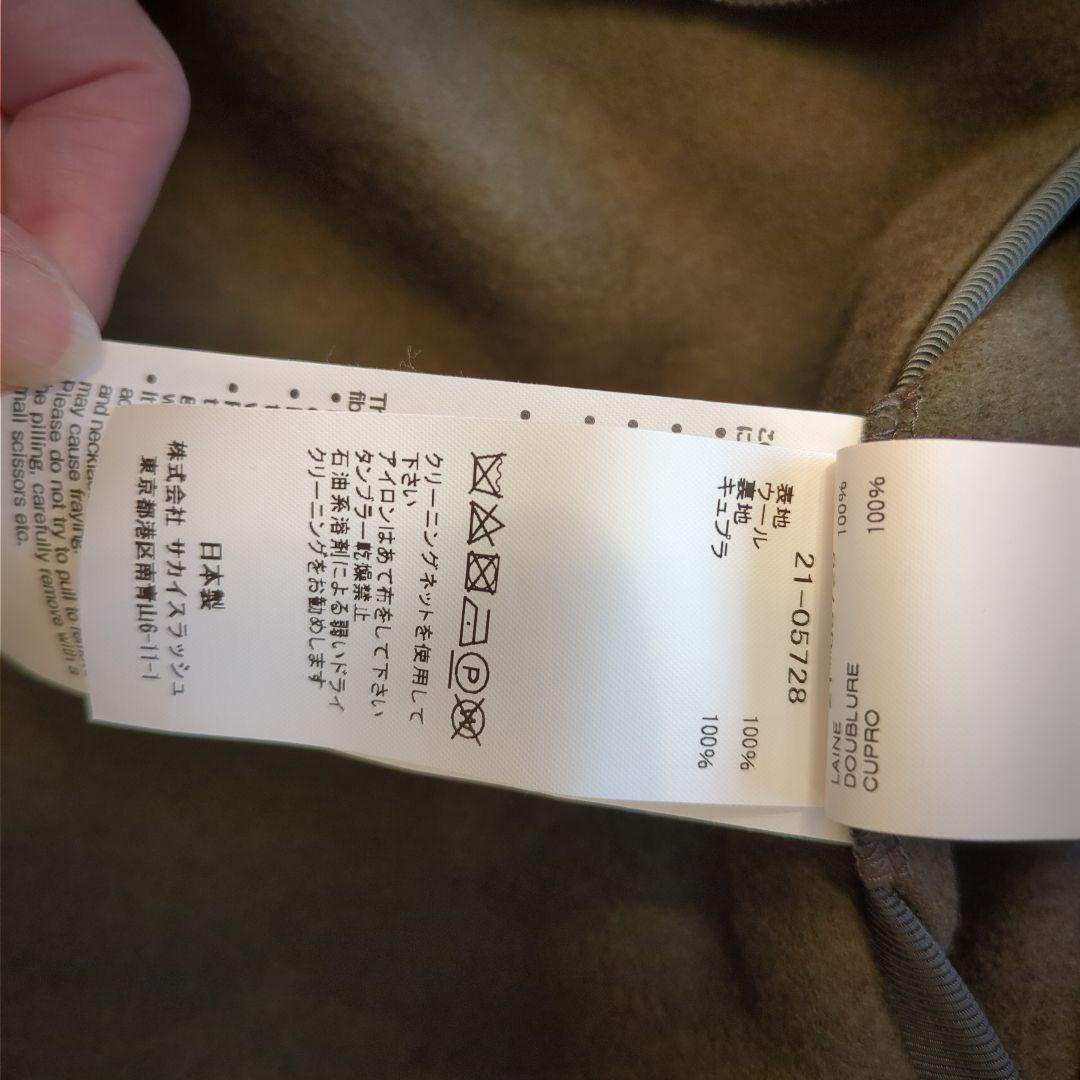 21-05728
表地
ウール 100%
裏地
キュプラ 100%
P
W
クリーニングネットを使用して
下さい
アイロンはあて布をして下さい
タンブラー乾燥禁止
石油系溶剤による弱いドライ
クリーニングをお勧めします
日本製
株式会社 サカイスラッシュ
東京都港区南青山6-11-1
100%
100%
LAINE
DOUBLURE
CUPRO
and
may cause fraying.
please do not try to pull to
pilling, carefully remove with a
small scissors etc.